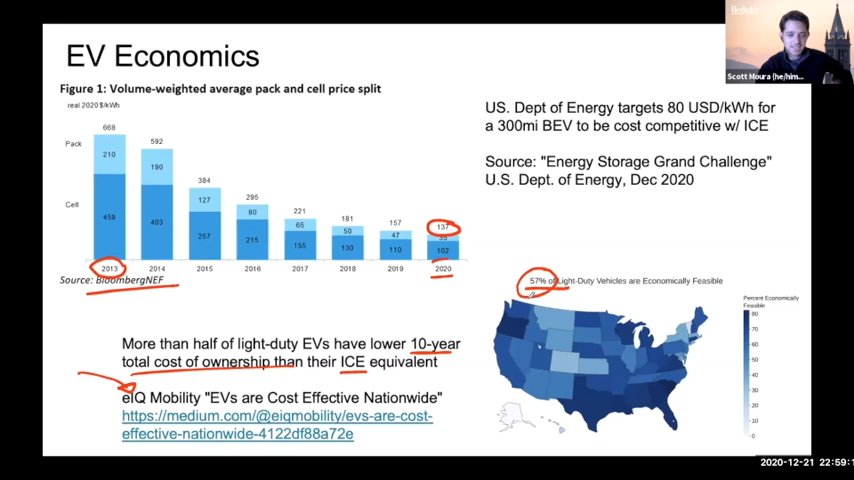 EV Economics
Figure 1: Volume-weighted average pack and cell price split
real 2020 $/kWh
668
592
384
295
221
181
157
137
Pack
210
190
127
80
65
50
47
35
Cell
458
403
257
215
155
130
110
102
2013
2014
2015
2016
2017
2018
2019
2020
Source: BloombergNEF
More than half of light-duty EVs have lower 10-year
total cost of ownership than their ICE equivalent
eIQ Mobility "EVs are Cost Effective Nationwide"
https://medium.com/@eiqmobility/evs-are-cost-
effective-nationwide-4122df88a72e
US. Dept of Energy targets 80 USD/kWh for
a 300mi BEV to be cost competitive w/ ICE
Source: "Energy Storage Grand Challenge"
U.S. Dept. of Energy, Dec 2020
57% of Light-Duty Vehicles are Economically Feasible
Percent Economically
Feasible
80
70
60
50
40
30
20
10
0
Berkeley
Scott Moura (he/him...
2020-12-21 22:59:1